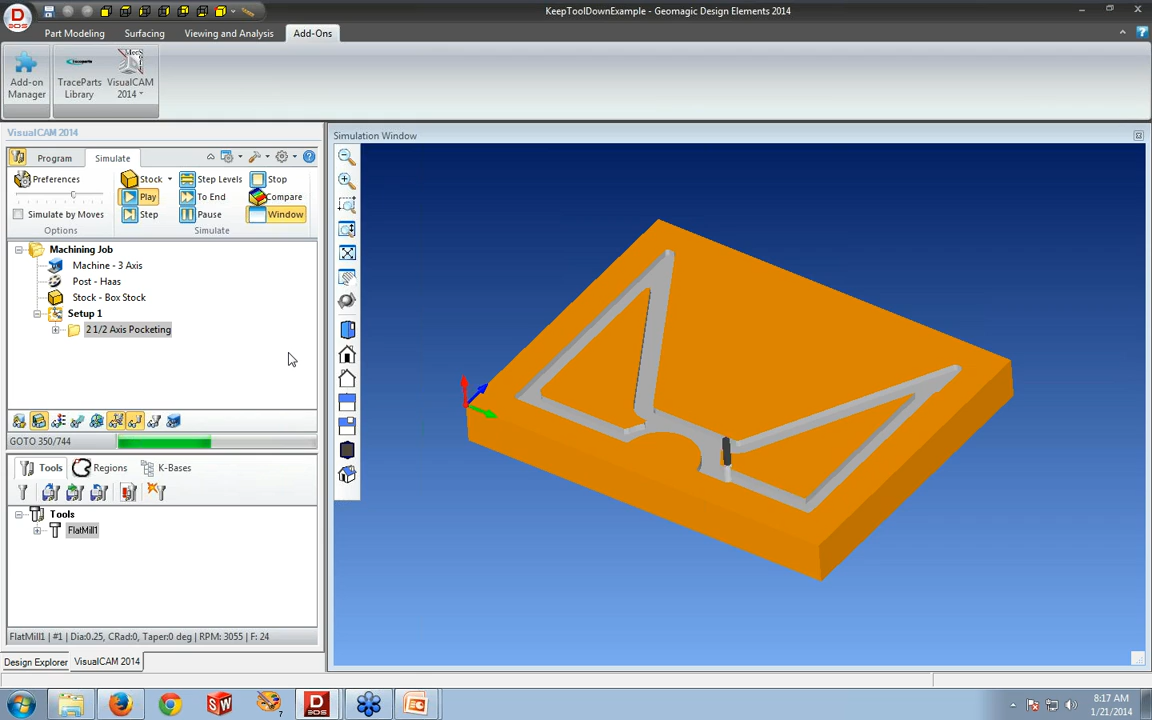 KeepToolDownExample - Geomagic Design Elements 2014
Part Modeling Surfacing Viewing and Analysis Add-Ons
Add-on Manager
TraceParts Library
VisualCAM 2014
VisualCAM 2014
Program Simulate
Preferences Stock Step Levels Stop
Play To End Compare
Simulate by Moves Step Pause Window
Options Simulate
Machining Job
Machine - 3 Axis
Post - Haas
Stock - Box Stock
Setup 1
2 1/2 Axis Pocketing
GOTO 350/744
Tools Regions K-Bases
Tools
FlatMill1
FlatMill1 | #1 | Dia:0.25, CRad:0, Taper:0 deg | RPM: 3055 | F: 24
Design Explorer VisualCAM 2014
Simulation Window
8:17 AM
1/21/2014